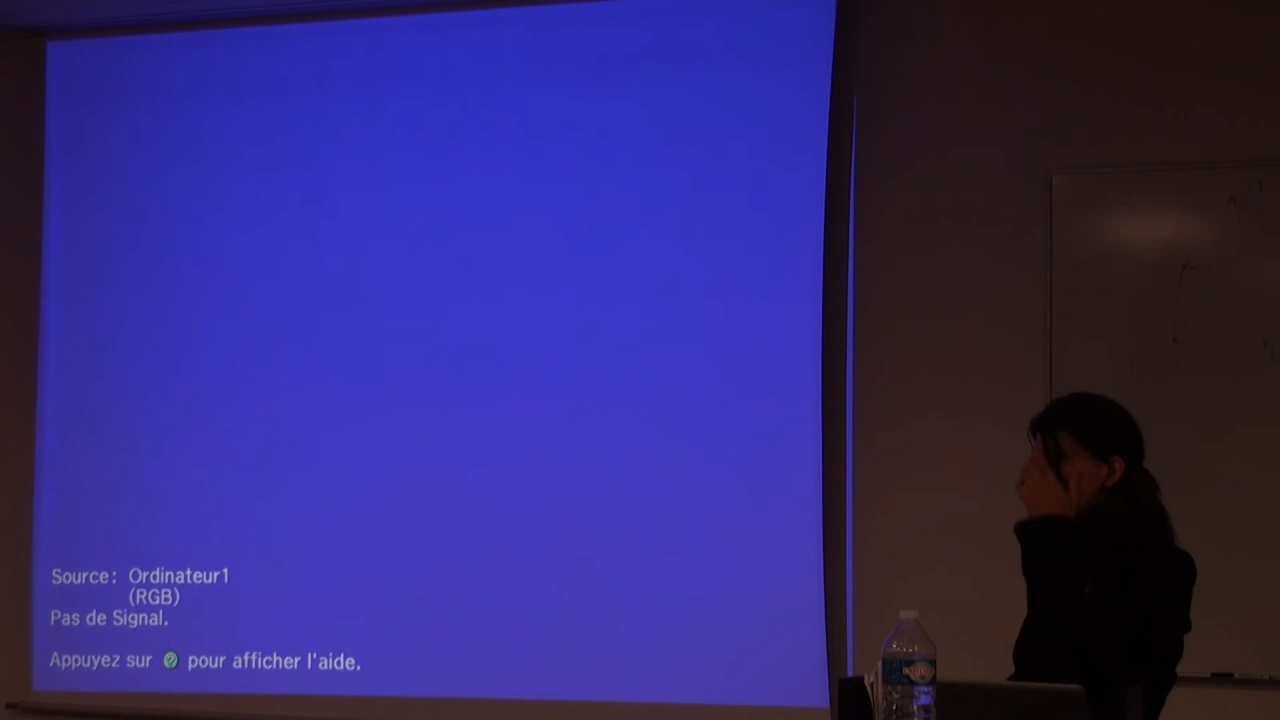 Source: Ordinateur1
(RGB)
Pas de Signal.
Appuyez sur ? pour afficher l'aide.